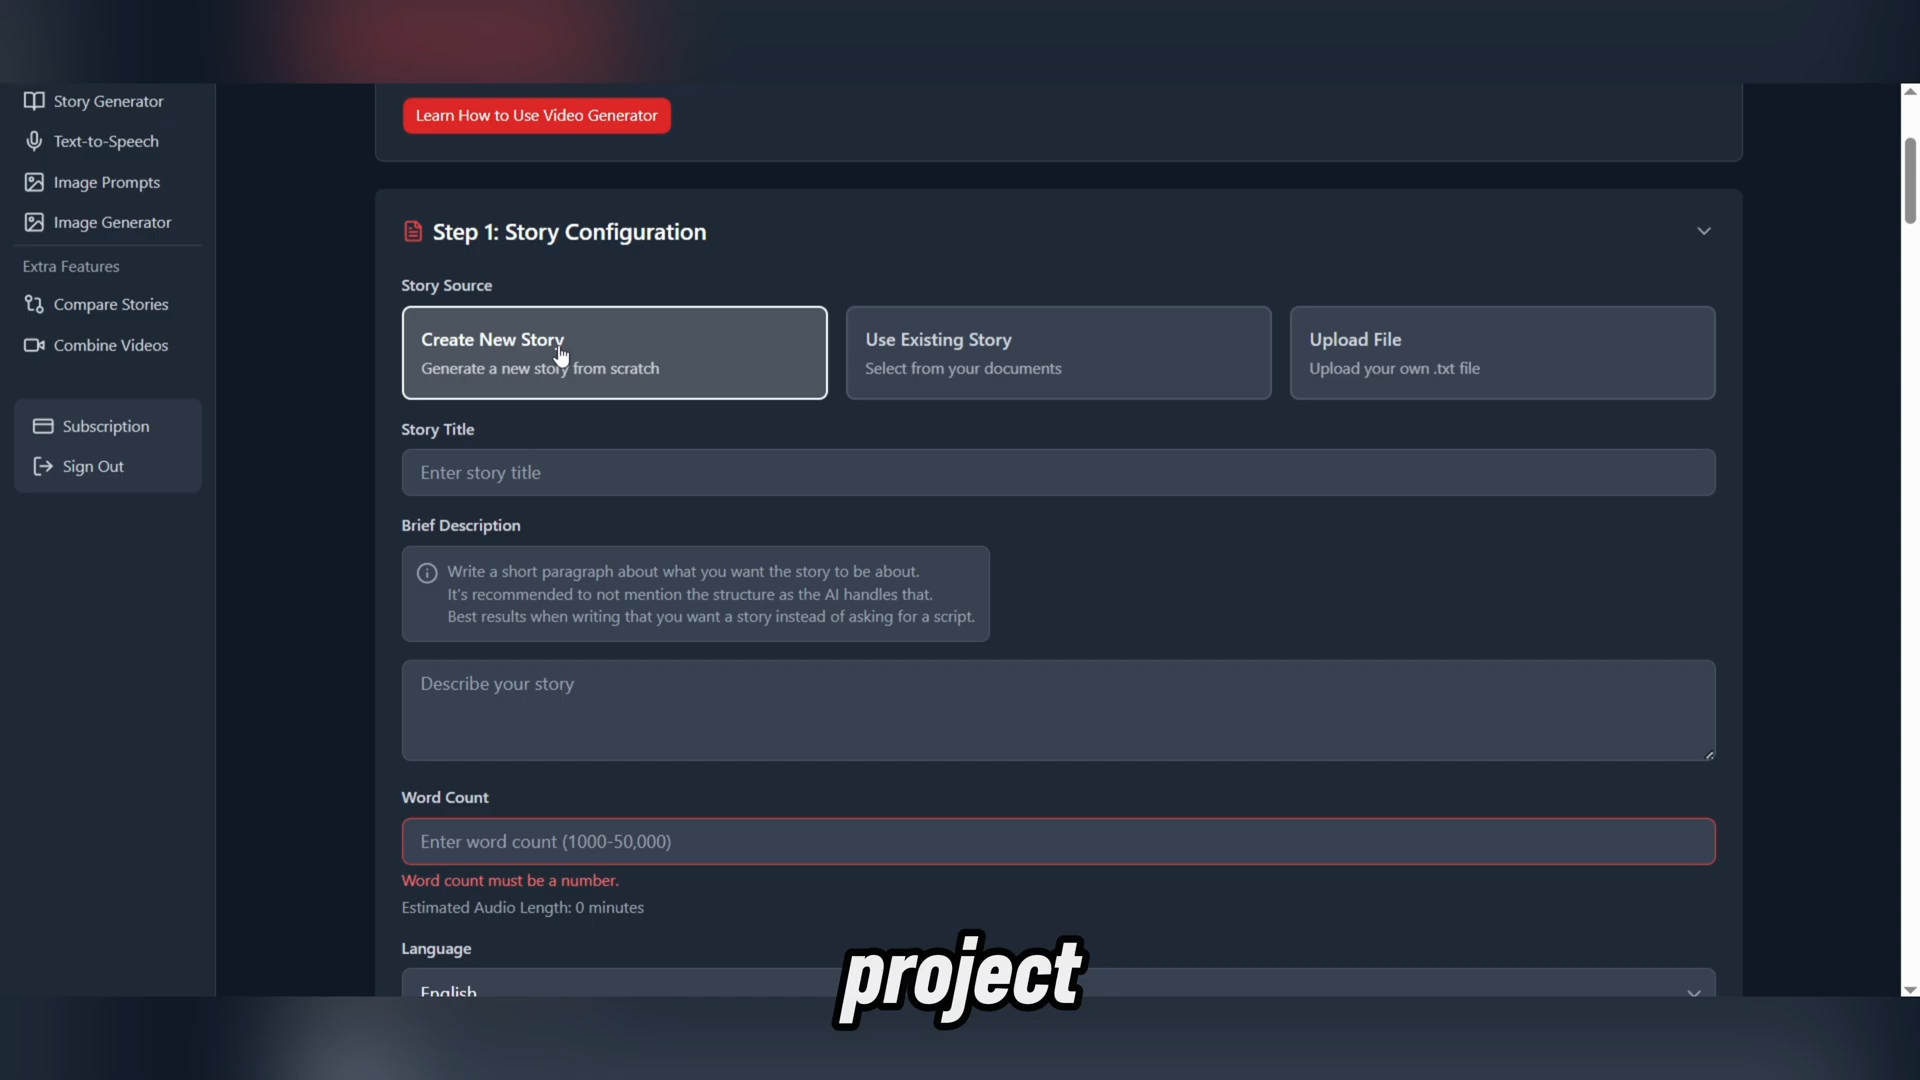 Story Generator
Text-to-Speech
Image Prompts
Image Generator
Extra Features
Compare Stories
Combine Videos
Subscription
Sign Out
Learn How to Use Video Generator
Step 1: Story Configuration
Story Source
Create New Story
Generate a new story from scratch
Use Existing Story
Select from your documents
Upload File
Upload your own .txt file
Story Title
Enter story title
Brief Description
Write a short paragraph about what you want the story to be about.
It's recommended to not mention the structure as the AI handles that.
Best results when writing that you want a story instead of asking for a script.
Describe your story
Word Count
Enter word count (1000-50,000)
Word count must be a number.
Estimated Audio Length: 0 minutes
Language
English
project